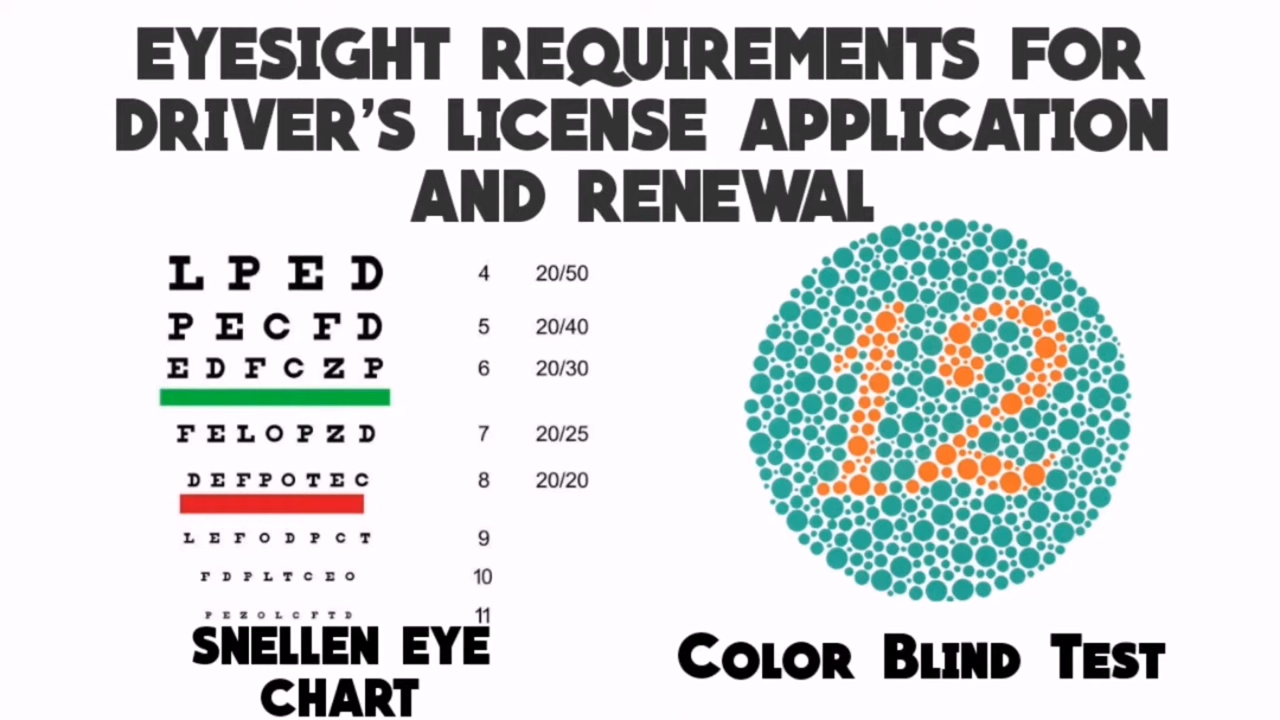 EYESIGHT REQUIREMENTS FOR
DRIVER'S LICENSE APPLICATION
AND RENEWAL
L P E D 4 20/50
P E C F D 5 20/40
E D F C Z P 6 20/30
F E L O P Z D 7 20/25
D E F P O T E C 8 20/20
L E F O D P C T 9
F D P L T C E O 10
P E Z O L C F T D 11
SNELLEN EYE
CHART
12
COLOR BLIND TEST